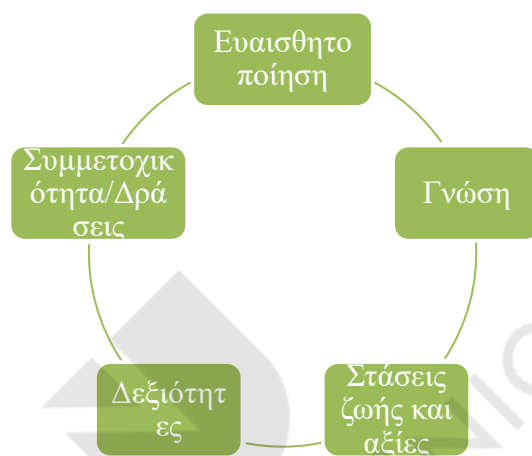 Ευαισθητο
ποίηση
Γνώση
Στάσεις
ζωής και
αξίες
Δεξιότητ
ες
Συμμετοχικ
ότητα/Δρά
σεις